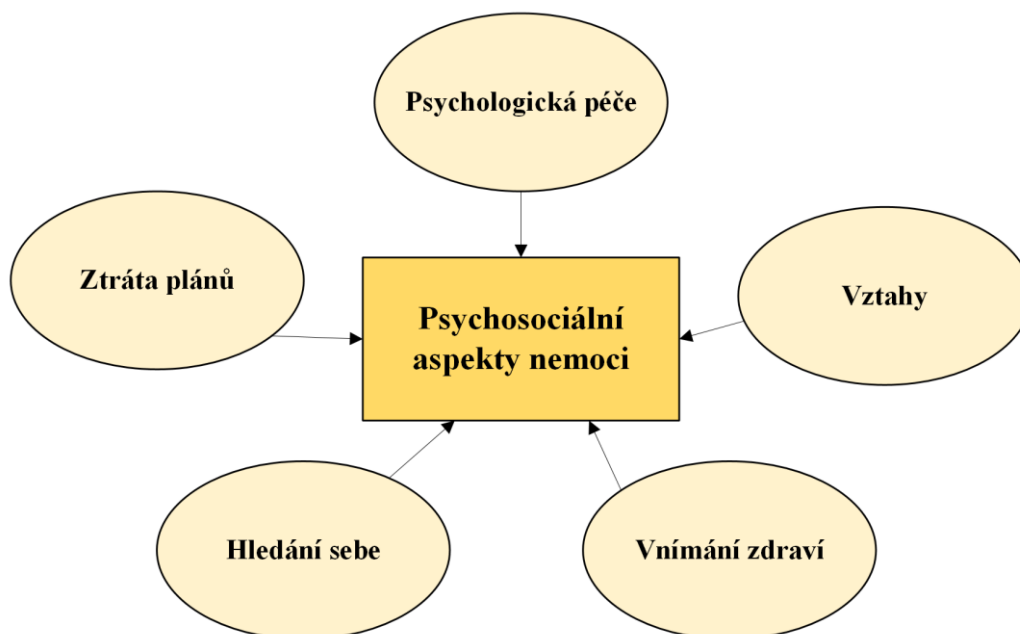 Psychologická péče
Ztráta plánů
Vztahy
Psychosociální
aspekty nemoci
Hledání sebe
Vnímání zdraví